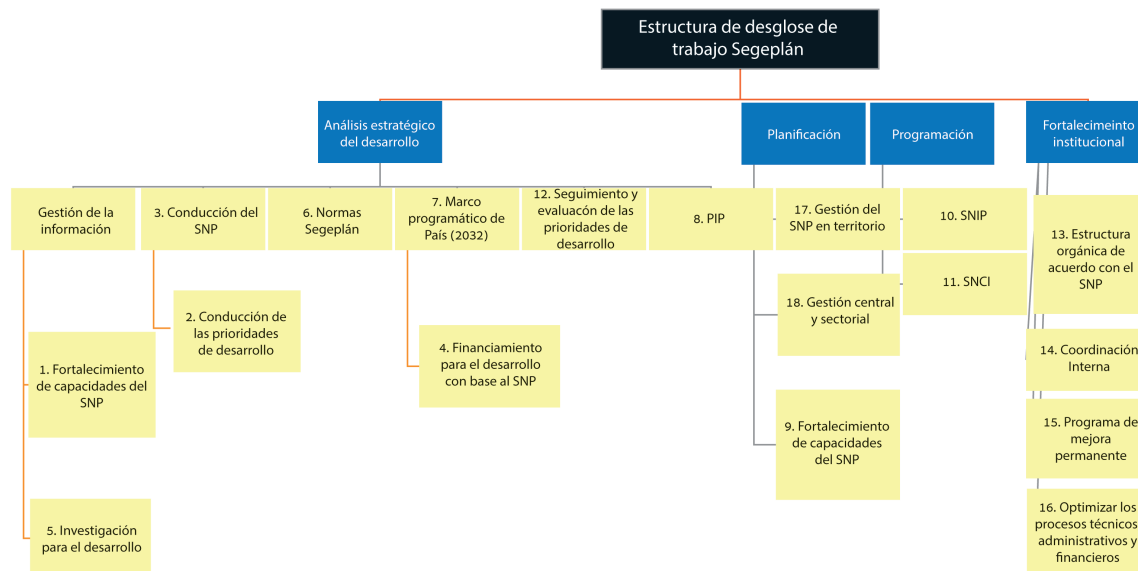 Estructura de desglose de
trabajo Segeplán
Análisis estratégico
del desarrollo
Planificación
Programación
Fortalecimeinto
institucional
Gestión de la
información
3. Conducción del
SNP
6. Normas
Segeplán
7. Marco
programático de
País (2032)
12. Seguimiento y
evaluacón de las
prioridades de
desarrollo
8. PIP
17. Gestión del
SNP en territorio
10. SNIP
13. Estructura
orgánica de
acuerdo con el
SNP
11. SNCI
2. Conducción de
las prioridades
de desarrollo
18. Gestión central
y sectorial
1. Fortalecimiento
de capacidades del
SNP
4. Financiamiento
para el desarrollo
con base al SNP
14. Coordinación
Interna
9. Fortalecimiento
de capacidades
del SNP
15. Programa de
mejora
permanente
5. Investigación
para el desarrollo
16. Optimizar los
procesos técnicos
administrativos y
financieros